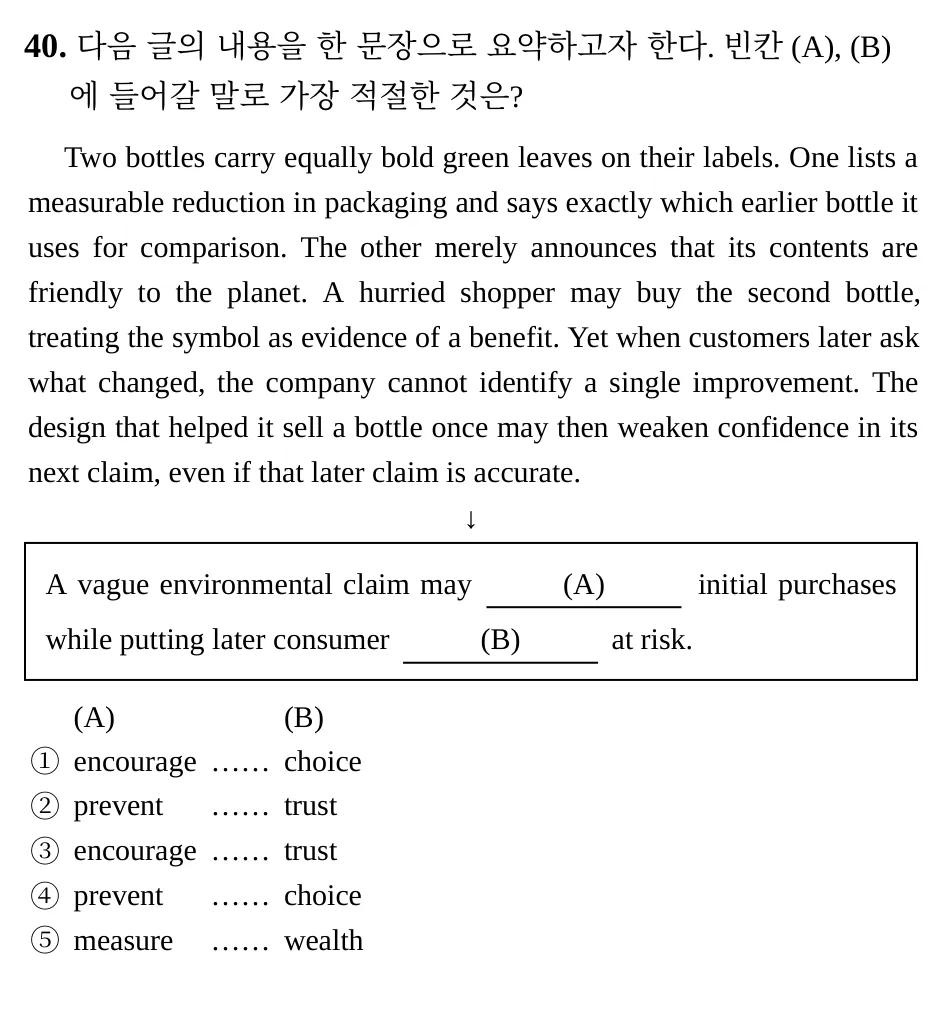 40. 다음 글의 내용을 한 문장으로 요약하고자 한다. 빈칸 (A), (B)
에 들어갈 말로 가장 적절한 것은?
Two bottles carry equally bold green leaves on their labels. One lists a
measurable reduction in packaging and says exactly which earlier bottle it
uses for comparison. The other merely announces that its contents are
friendly to the planet. A hurried shopper may buy the second bottle,
treating the symbol as evidence of a benefit. Yet when customers later ask
what changed, the company cannot identify a single improvement. The
design that helped it sell a bottle once may then weaken confidence in its
next claim, even if that later claim is accurate.
↓
A vague environmental claim may (A) initial purchases
while putting later consumer (B) at risk.
(A) (B)
① encourage …… choice
② prevent …… trust
③ encourage …… trust
④ prevent …… choice
⑤ measure …… wealth